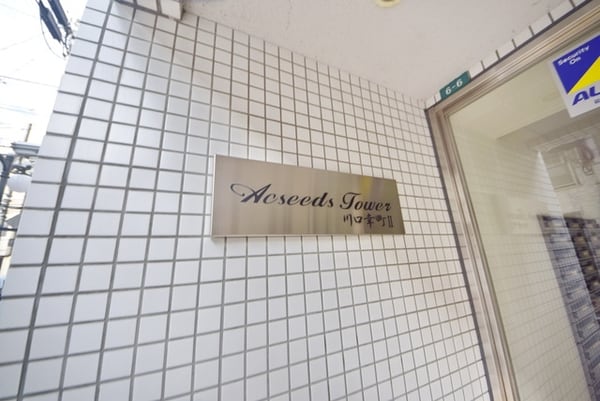 Acseeds Tower
川口幸町II
6-6
Security
On
AL